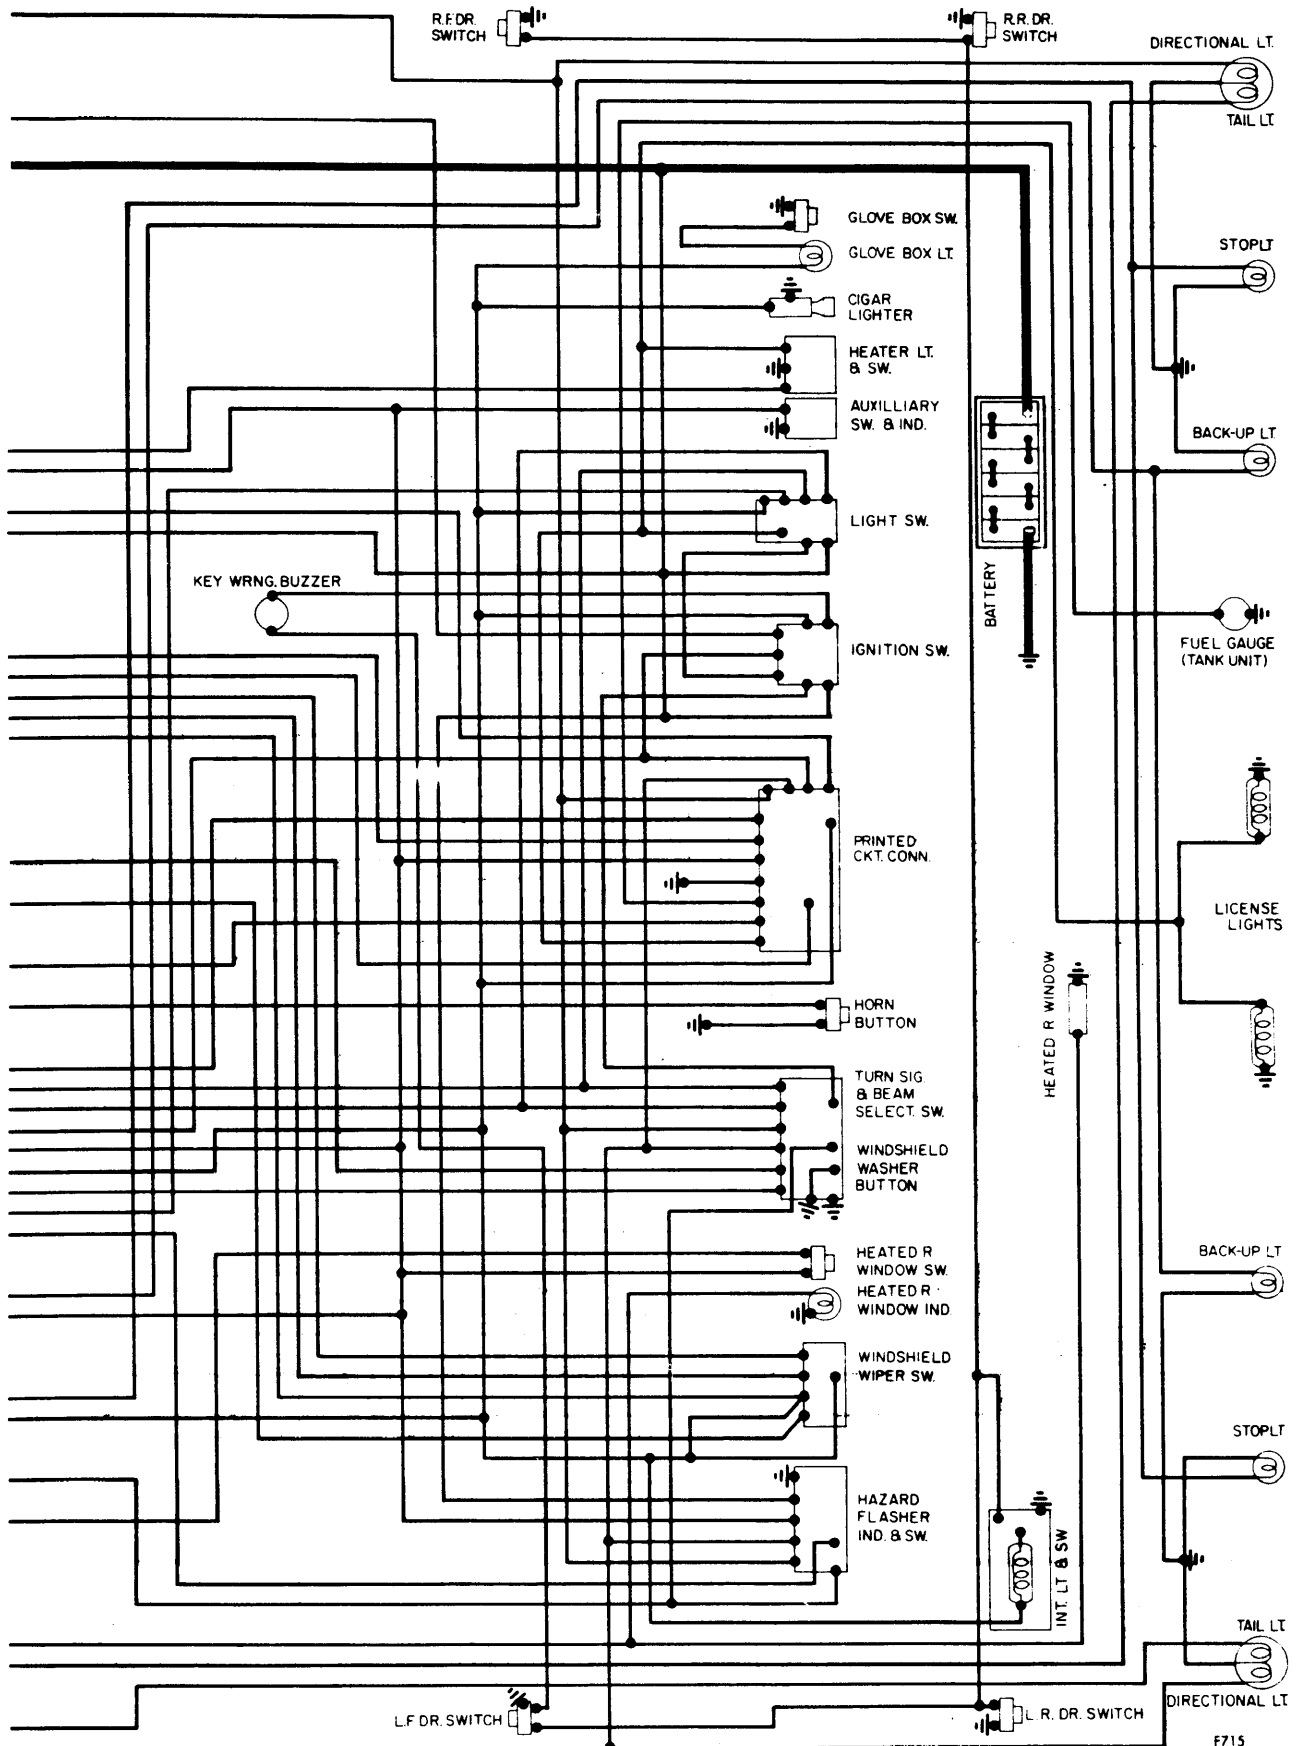 R.F. DR.
SWITCH
R.R. DR.
SWITCH
DIRECTIONAL LT.
TAIL LT.
GLOVE BOX SW.
GLOVE BOX LT.
STOP LT
CIGAR
LIGHTER
HEATER LT.
& SW.
AUXILLIARY
SW. & IND.
BACK-UP LT.
LIGHT SW.
BATTERY
KEY WRNG. BUZZER
IGNITION SW.
FUEL GAUGE
(TANK UNIT)
PRINTED
CKT. CONN.
LICENSE
LIGHTS
HEATED R WINDOW
HORN
BUTTON
TURN SIG.
& BEAM
SELECT. SW.
WINDSHIELD
WASHER
BUTTON
HEATED R
WINDOW SW.
HEATED R
WINDOW IND
BACK-UP LT
WINDSHIELD
WIPER SW.
STOP LT
HAZARD
FLASHER
IND. & SW.
INT. LT & SW
TAIL LT.
DIRECTIONAL LT.
L.F DR. SWITCH
L. R. DR. SWITCH
F715